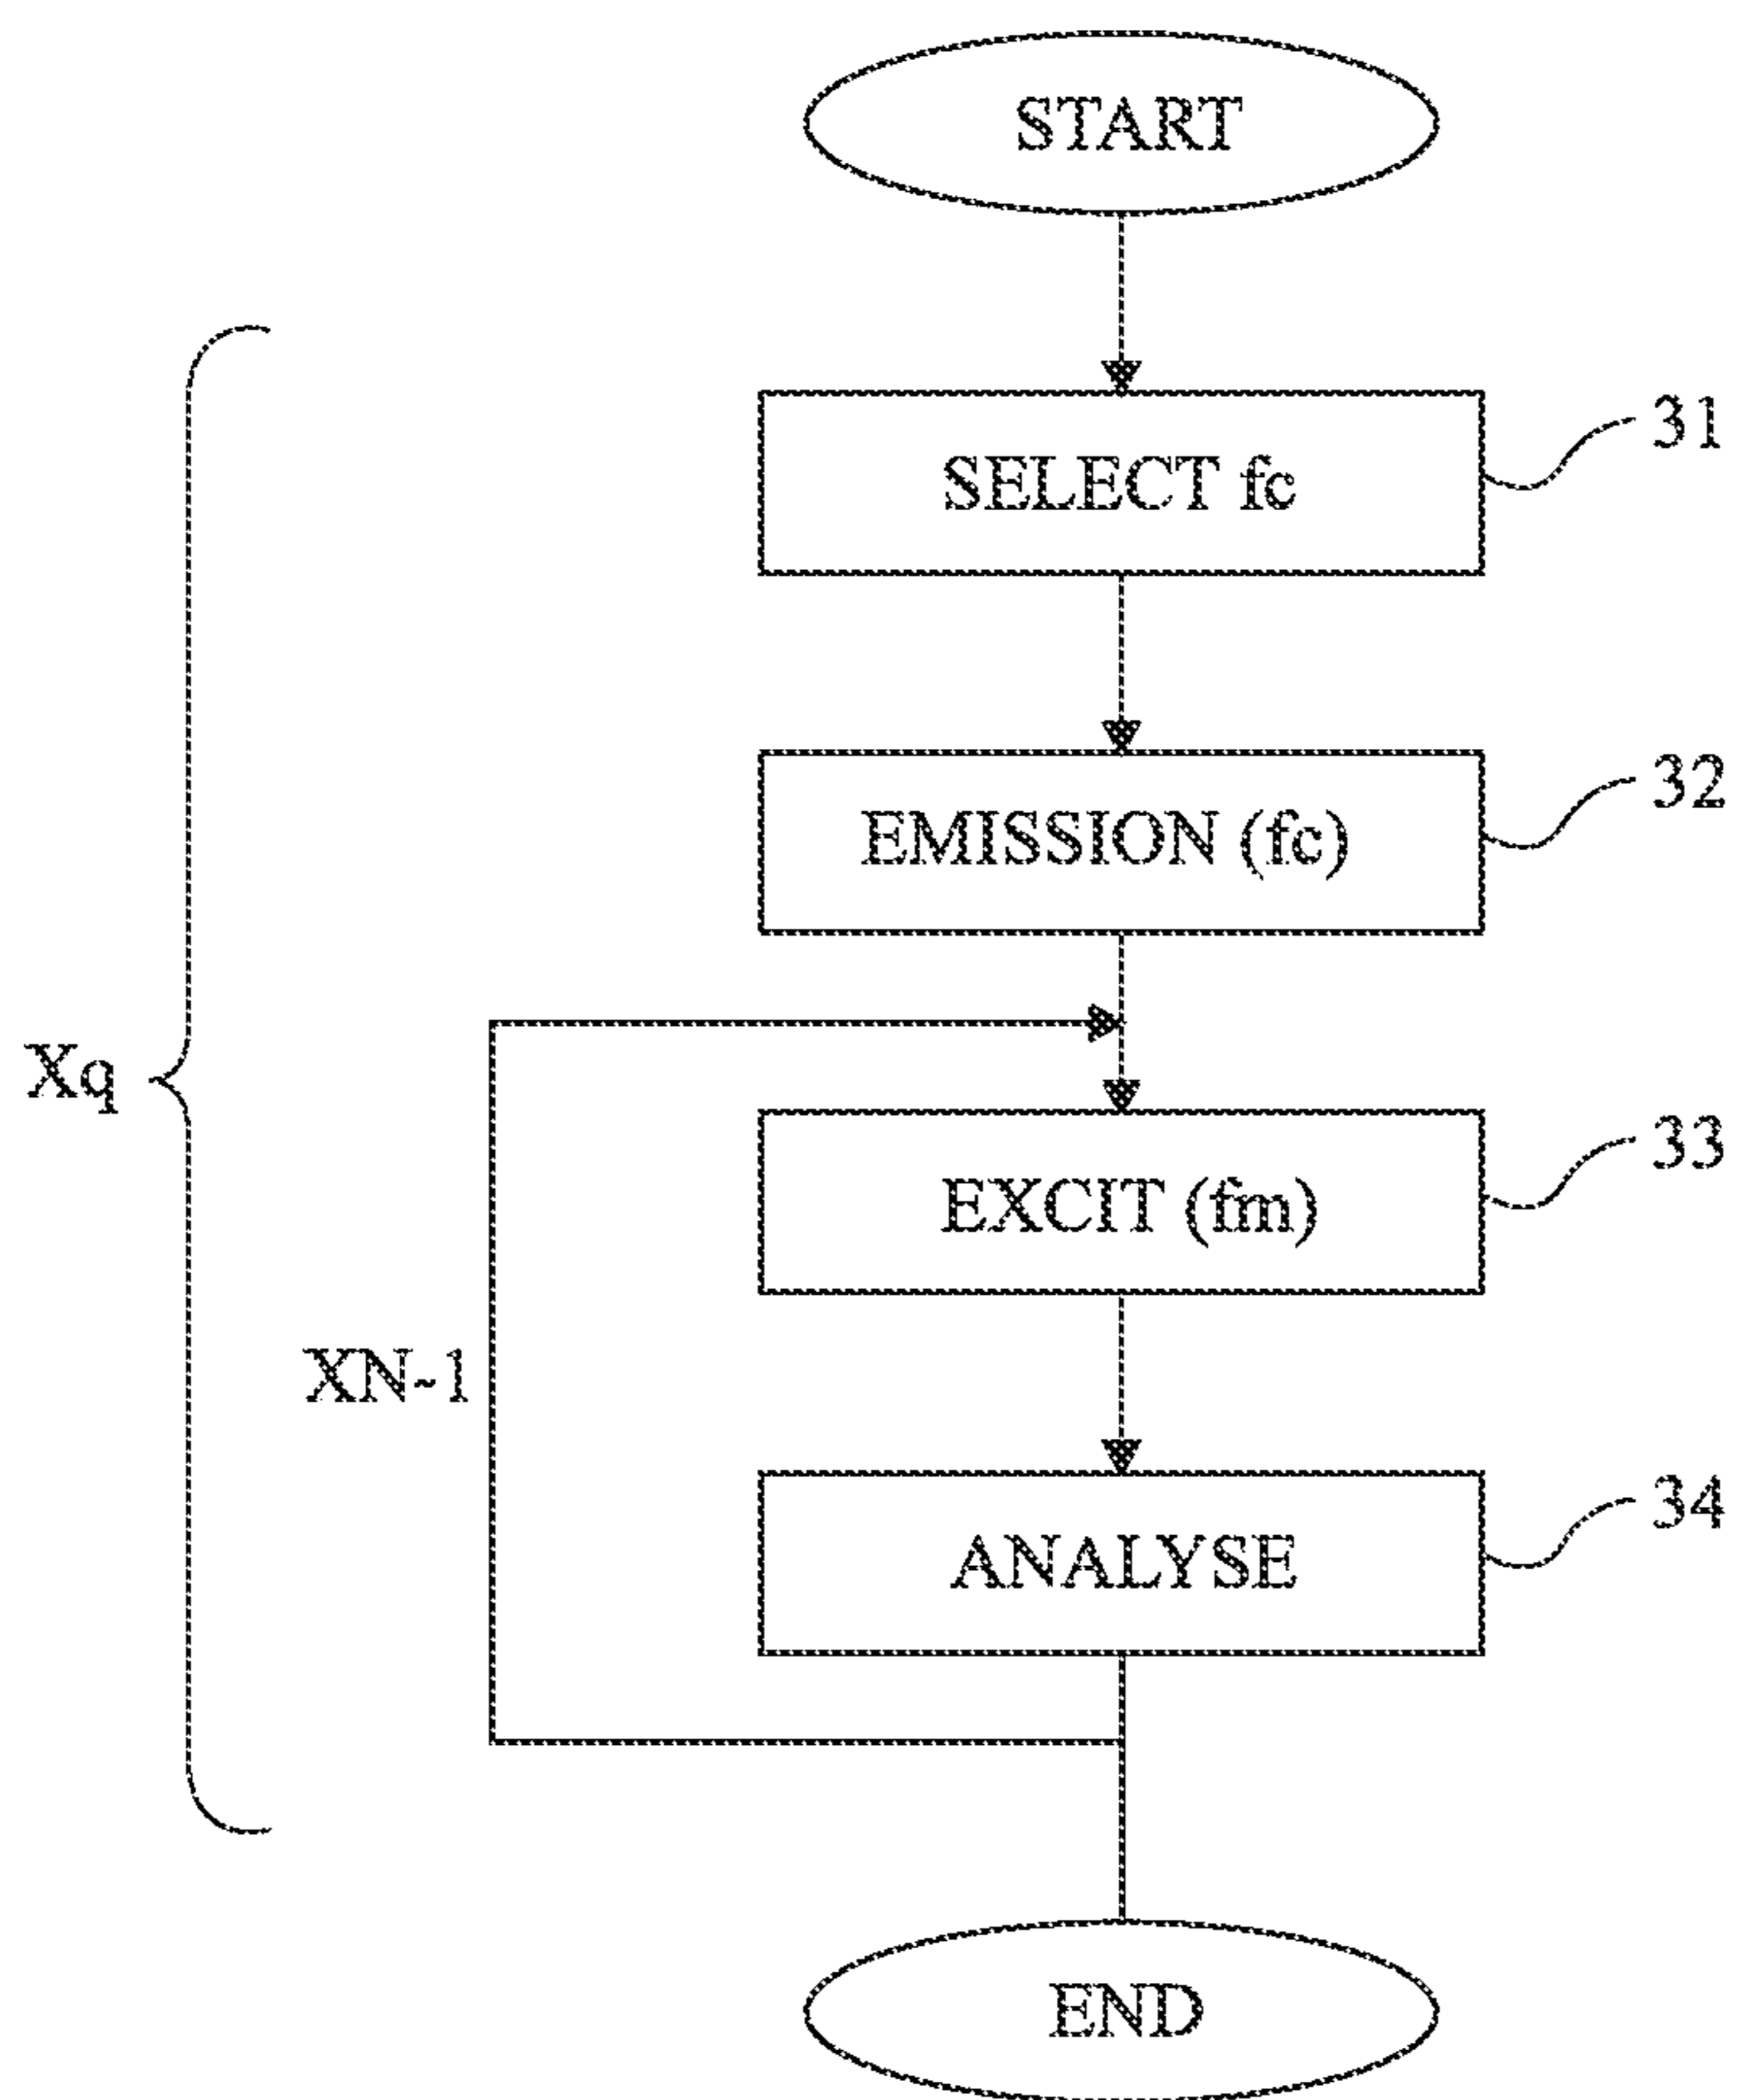 START
SELECT fc
31
EMISSION (fc)
32
Xq
EXCIT (fm)
33
XN-1
ANALYSE
34
END